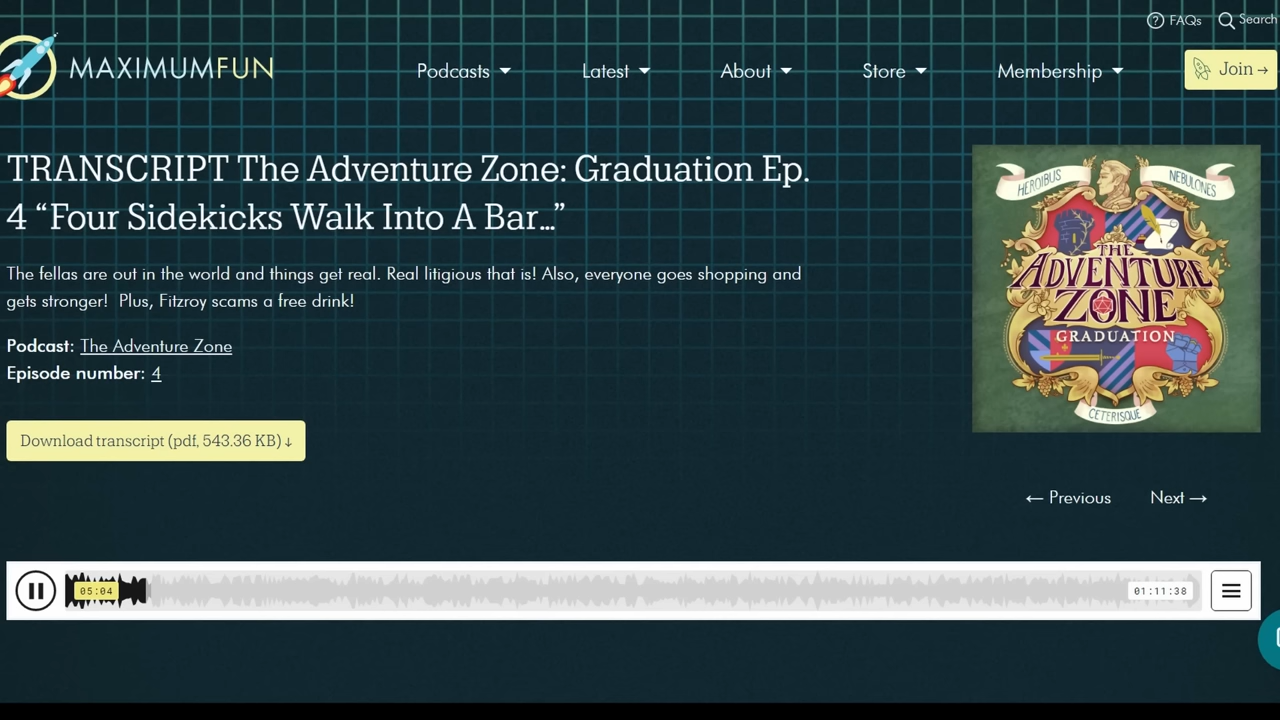 FAQs Search
MAXIMUMFUN Podcasts Latest About Store Membership Join →
TRANSCRIPT The Adventure Zone: Graduation Ep.
4 “Four Sidekicks Walk Into A Bar…”
The fellas are out in the world and things get real. Real litigious that is! Also, everyone goes shopping and
gets stronger!  Plus, Fitzroy scams a free drink!
Podcast: The Adventure Zone
Episode number: 4
Download transcript (pdf, 543.36 KB) ↓
HEROIBUS NEBULONES
THE
ADVENTURE
ZONE
GRADUATION
CETERISQUE
← Previous Next →
05:04 01:11:38